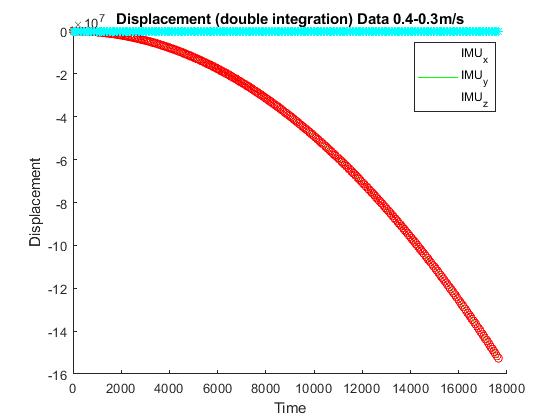 Displacement (double integration) Data 0.4-0.3m/s
×10^7
0
-2
-4
-6
-8
-10
-12
-14
-16
Displacement
IMU_x
IMU_y
IMU_z
0 2000 4000 6000 8000 10000 12000 14000 16000 18000
Time